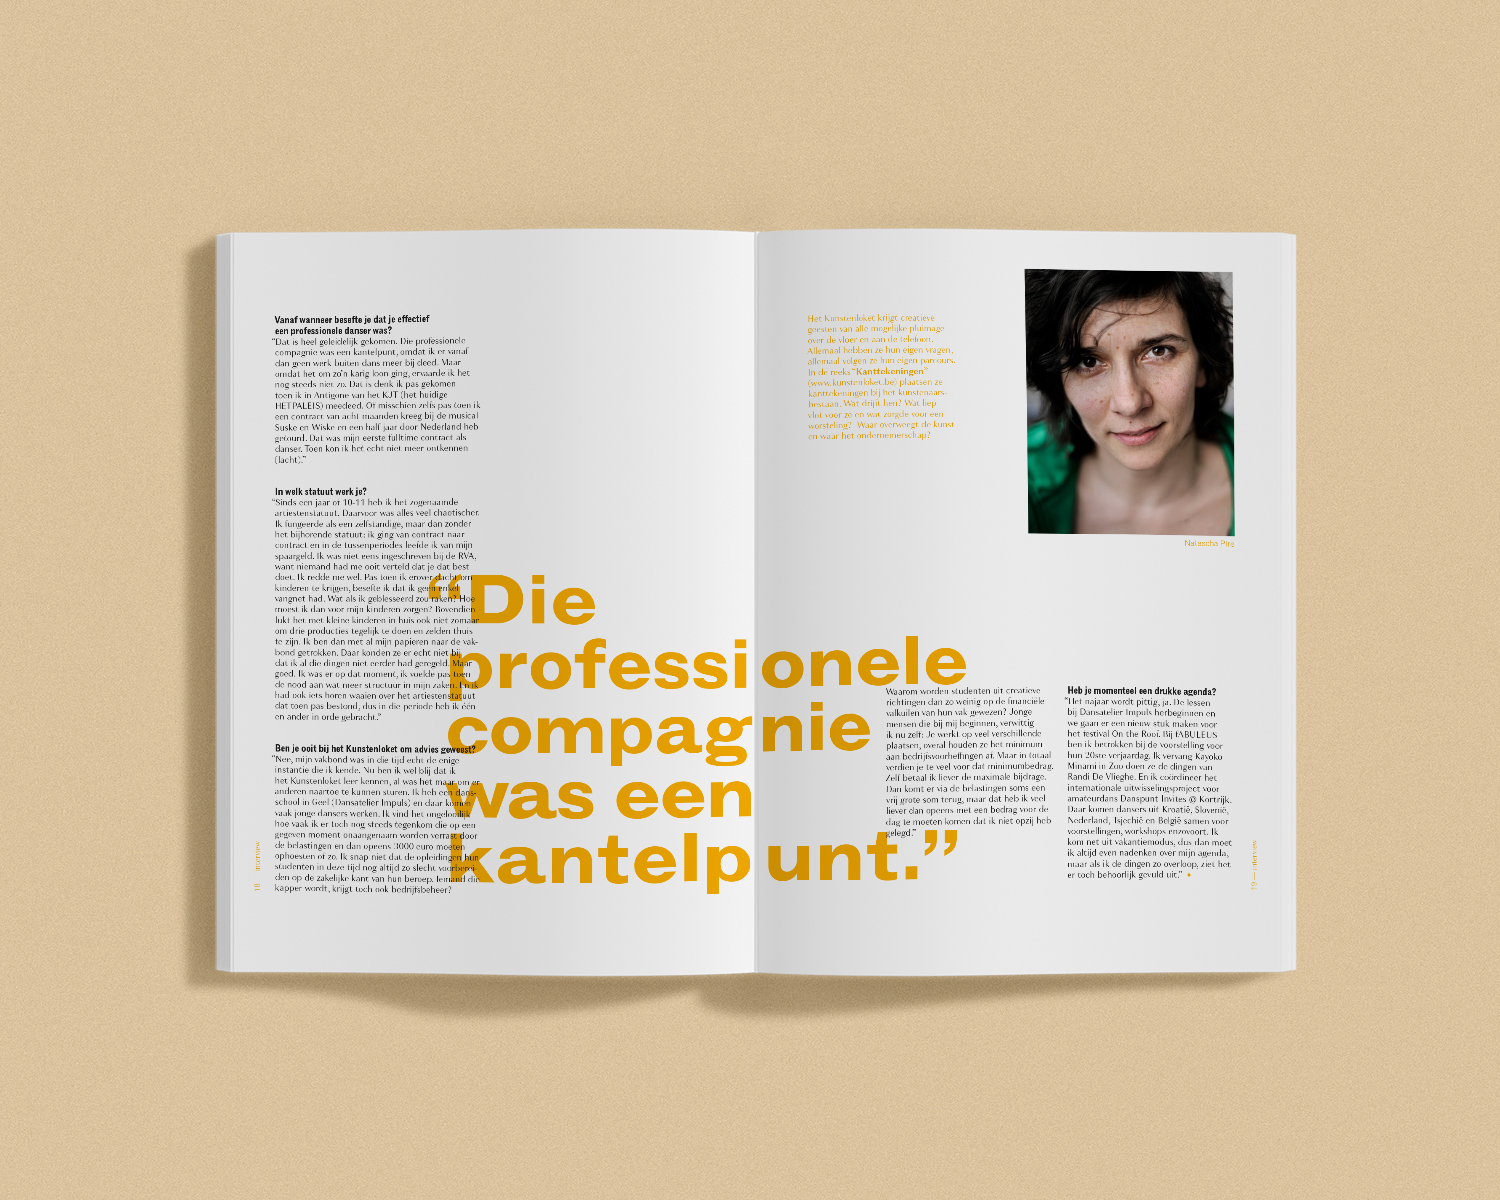 Vanaf wanneer besefte je dat je effectief
een professionele danser was?
“Dat is heel geleidelijk gekomen. Die professionele
compagnie was een kantelpunt, omdat ik er vanaf
dan geen werk buiten dans meer bij deed. Maar
omdat het om zo’n karig loon ging, ervaarde ik het
nog steeds niet zo. Dat is denk ik pas gekomen
toen ik in Antigone van het KJT (het huidige
HETPALEIS) meedeed. Of misschien zelfs pas toen ik
een contract van acht maanden kreeg bij de musical
Suske en Wiske en een half jaar door Nederland heb
getourd. Dat was mijn eerste fulltime contract als
danser. Toen kon ik het echt niet meer ontkennen
(lacht).”
In welk statuut werk je?
“Sinds een jaar of 10-11 heb ik het zogenaamde
artiestenstatuut. Daarvoor was alles veel chaotischer.
Ik fungeerde als een zelfstandige, maar dan zonder
het bijhorende statuut: ik ging van contract naar
contract en in de tussenperiodes leefde ik van mijn
spaargeld. Ik was niet eens ingeschreven bij de RVA,
want niemand had me ooit verteld dat je dat best
doet. Ik redde me wel. Pas toen ik erover dacht om
kinderen te krijgen, besefte ik dat ik geen enkel
vangnet had. Wat als ik geblesseerd zou raken? Hoe
moest ik dan voor mijn kinderen zorgen? Bovendien
lukt het met kleine kinderen in huis ook niet zomaar
om drie producties tegelijk te doen en zelden thuis
te zijn. Ik ben dan met al mijn papieren naar de vak-
bond getrokken. Daar konden ze er echt niet bij
dat ik al die dingen niet eerder had geregeld. Maar
goed. Ik was er op dat moment, ik voelde pas toen
de nood aan wat meer structuur in mijn zaken. En ik
had ook iets horen waaien over het artiestenstatuut
dat toen pas bestond, dus in die periode heb ik één
en ander in orde gebracht.”
Ben je ooit bij het Kunstenloket om advies geweest?
“Nee, mijn vakbond was in die tijd echt de enige
instantie die ik kende. Nu ben ik wel blij dat ik
het Kunstenloket leer kennen, al was het maar om er
anderen naartoe te kunnen sturen. Ik heb een dans-
school in Geel (Dansatelier Impuls) en daar komen
vaak jonge dansers werken. Ik vind het ongelooflijk
hoe vaak ik er toch nog steeds tegenkom die op een
gegeven moment onaangenaam worden verrast door
de belastingen en dan opeens 3000 euro moeten
ophoesten of zo. Ik snap niet dat de opleidingen hun
studenten in deze tijd nog altijd zo slecht voorberei-
den op de zakelijke kant van hun beroep. Iemand die
kapper wordt, krijgt toch ook bedrijfsbeheer?
18 — interview
“Die
professionele
compagnie
was een
kantelpunt.”
Het Kunstenloket krijgt creatieve
geesten van alle mogelijke pluimage
over de vloer en aan de telefoon.
Allemaal hebben ze hun eigen vragen,
allemaal volgen ze hun eigen parcours.
In de reeks “Kanttekeningen”
(www.kunstenloket.be) plaatsen ze
kanttekeningen bij het kunstenaars-
bestaan. Wat drijft hen? Wat liep
vlot voor ze en wat zorgde voor een
worsteling? Waar overweegt de kunst
en waar het ondernemerschap?
Natascha Pire
Waarom worden studenten uit creatieve
richtingen dan zo weinig op de financiële
valkuilen van hun vak gewezen? Jonge
mensen die bij mij beginnen, verwittig
ik nu zelf: Je werkt op veel verschillende
plaatsen, overal houden ze het minimum
aan bedrijfsvoorheffingen af. Maar in totaal
verdien je te veel voor dat minimumbedrag.
Zelf betaal ik liever de maximale bijdrage.
Dan komt er via de belastingen soms een
vrij grote som terug, maar dat heb ik veel
liever dan opeens met een bedrag voor de
dag te moeten komen dat ik niet opzij heb
gelegd.”
Heb je momenteel een drukke agenda?
“Het najaar wordt pittig, ja. De lessen
bij Dansatelier Impuls herbeginnen en
we gaan er een nieuw stuk maken voor
het festival On the Rooi. Bij fABULEUS
ben ik betrokken bij de voorstelling voor
hun 20ste verjaardag. Ik vervang Kayoko
Minami in Zoo doen ze de dingen van
Randi De Vlieghe. En ik coördineer het
internationale uitwisselingsproject voor
amateurdans Danspunt Invites @ Kortrijk.
Daar komen dansers uit Kroatië, Slovenië,
Nederland, Tsjechië en België samen voor
voorstellingen, workshops enzovoort. Ik
kom net uit vakantiemodus, dus dan moet
ik altijd even nadenken over mijn agenda,
maar als ik de dingen zo overloop, ziet het
er toch behoorlijk gevuld uit.”
19 — interview